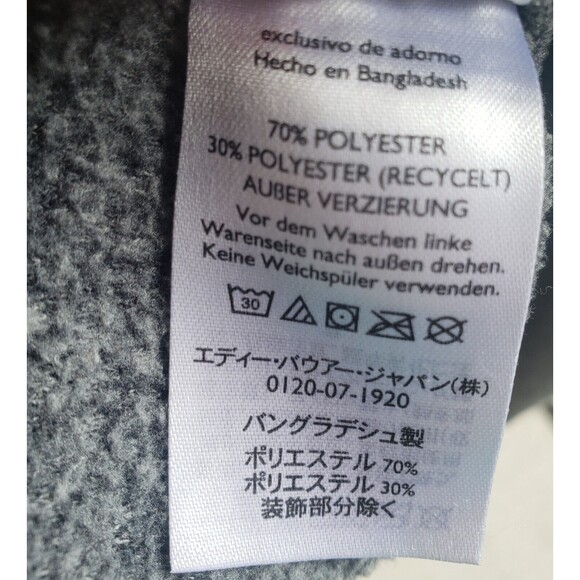 exclusivo de adorno
Hecho en Bangladesh
70% POLYESTER
30% POLYESTER (RECYCELT)
AUßER VERZIERUNG
Vor dem Waschen linke
Warenseite nach außen drehen.
Keine Weichspüler verwenden.
30
エディー・バウアー・ジャパン(株)
0120-07-1920
バングラデシュ製
ポリエステル 70%
ポリエステル 30%
装飾部分除く